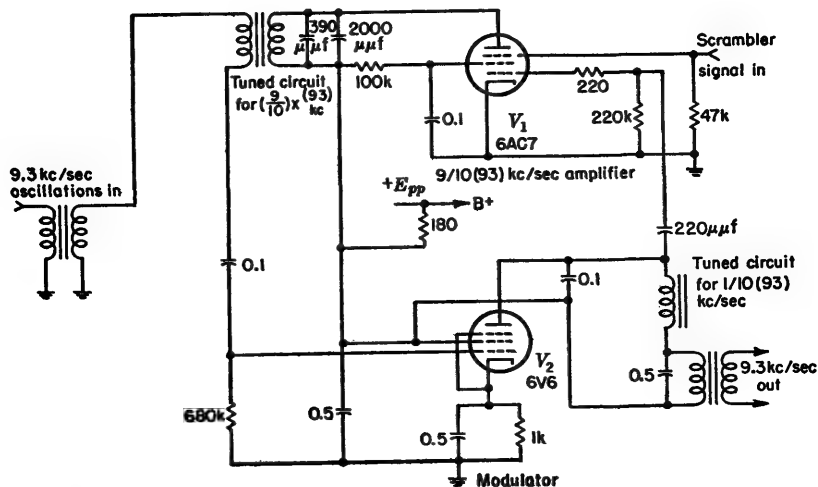 390
μμf
2000
μμf
Tuned circuit
for (9/10) x (93)
kc
100k
Scrambler
signal in
220
0.1
V₁
6AC7
220k
47k
9/10(93) kc/sec amplifier
9.3 kc/sec
oscillations in
+Epp
B+
180
220μμf
0.1
0.1
Tuned circuit
for 1/10(93)
kc/sec
V₂
6V6
0.5
9.3kc/sec
out
680k
0.5
0.5
1k
Modulator